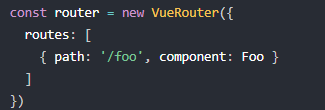 const router = new VueRouter({
  routes: [
    { path: '/foo', component: Foo }
  ]
})